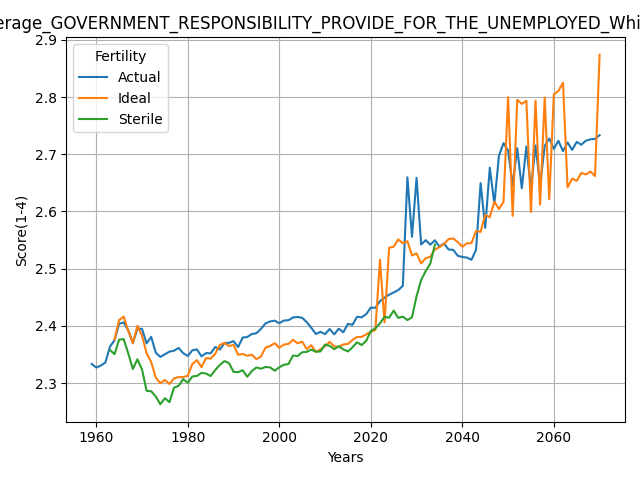 erage_GOVERNMENT_RESPONSIBILITY_PROVIDE_FOR_THE_UNEMPLOYED_Whi
2.9
2.8
2.7
2.6
2.5
2.4
2.3
Score(1-4)
Fertility
Actual
Ideal
Sterile
1960 1980 2000 2020 2040 2060
Years